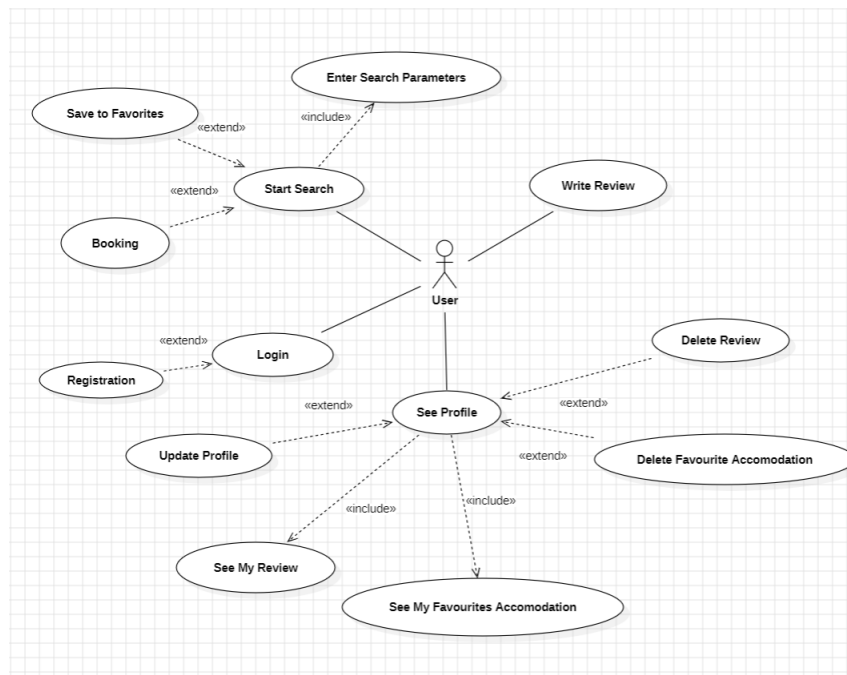 Enter Search Parameters
Save to Favorites
«include»
«extend»
Start Search
Write Review
«extend»
Booking
User
Login
«extend»
Delete Review
Registration
See Profile
«extend»
«extend»
Update Profile
«extend»
Delete Favourite Accomodation
«include»
«include»
See My Review
See My Favourites Accomodation